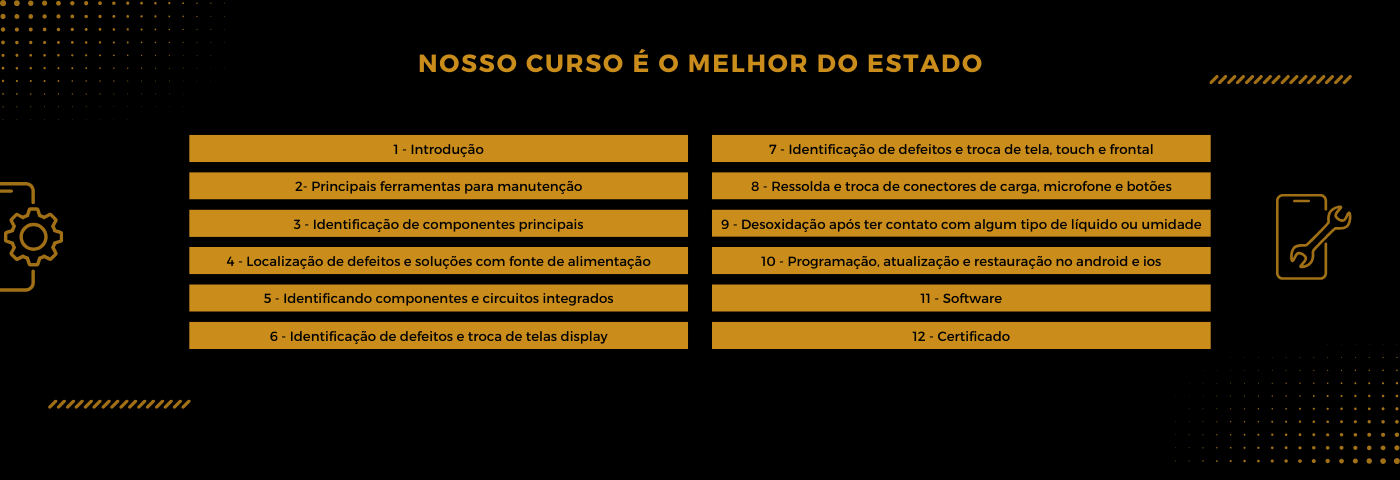 NOSSO CURSO É O MELHOR DO ESTADO
1 - Introdução
2- Principais ferramentas para manutenção
3 - Identificação de componentes principais
4 - Localização de defeitos e soluções com fonte de alimentação
5 - Identificando componentes e circuitos integrados
6 - Identificação de defeitos e troca de telas display
7 - Identificação de defeitos e troca de tela, touch e frontal
8 - Ressolda e troca de conectores de carga, microfone e botões
9 - Desoxidação após ter contato com algum tipo de líquido ou umidade
10 - Programação, atualização e restauração no android e ios
11 - Software
12 - Certificado